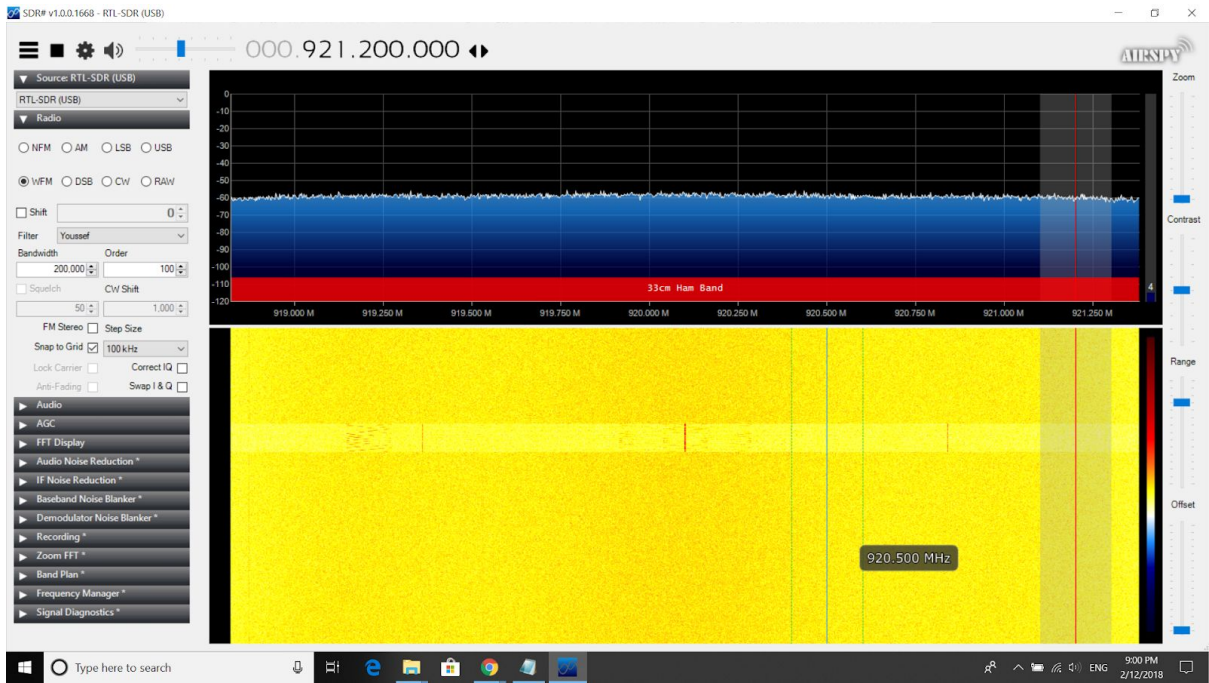 SDR# v1.0.0.1668 - RTL-SDR (USB)
000.921.200.000
AIRSPY
Source: RTL-SDR (USB)
RTL-SDR (USB)
Radio
NFM AM LSB USB
WFM DSB CW RAW
Shift 0
Filter Youssef
Bandwidth Order
200.000 100
Squelch CW Shift
50 1,000
FM Stereo Step Size
Snap to Grid 100 kHz
Lock Carrier Correct IQ
Anti-Fading Swap I & Q
Audio
AGC
FFT Display
Audio Noise Reduction *
IF Noise Reduction *
Baseband Noise Blanker *
Demodulator Noise Blanker *
Recording *
Zoom FFT *
Band Plan *
Frequency Manager *
Signal Diagnostics *
0
-10
-20
-30
-40
-50
-60
-70
-80
-90
-100
-110
-120
33cm Ham Band
4
919.000 M 919.250 M 919.500 M 919.750 M 920.000 M 920.250 M 920.500 M 920.750 M 921.000 M 921.250 M
920.500 MHz
Zoom
Contrast
Range
Offset
Type here to search
ENG
9:00 PM
2/12/2018